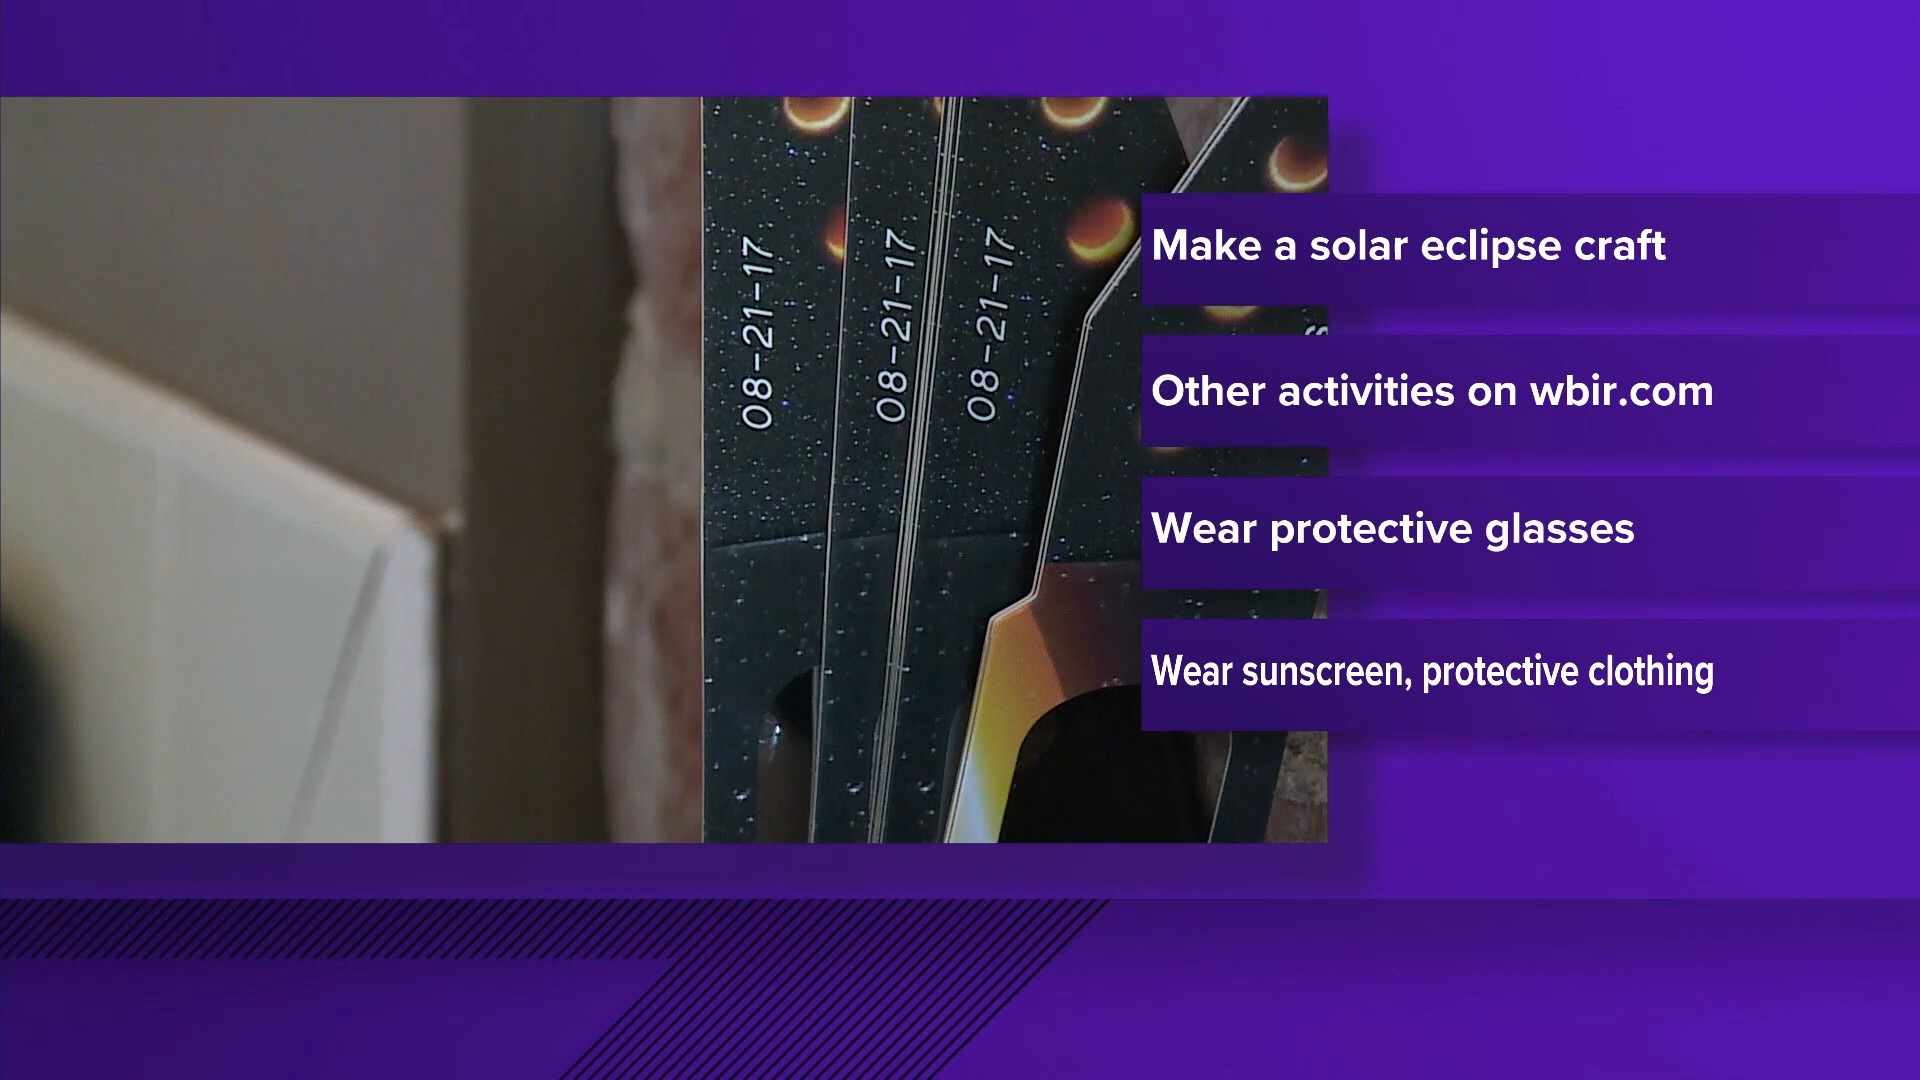 08-21-17
08-21-17
08-21-17
Make a solar eclipse craft
Other activities on wbir.com
Wear protective glasses
Wear sunscreen, protective clothing